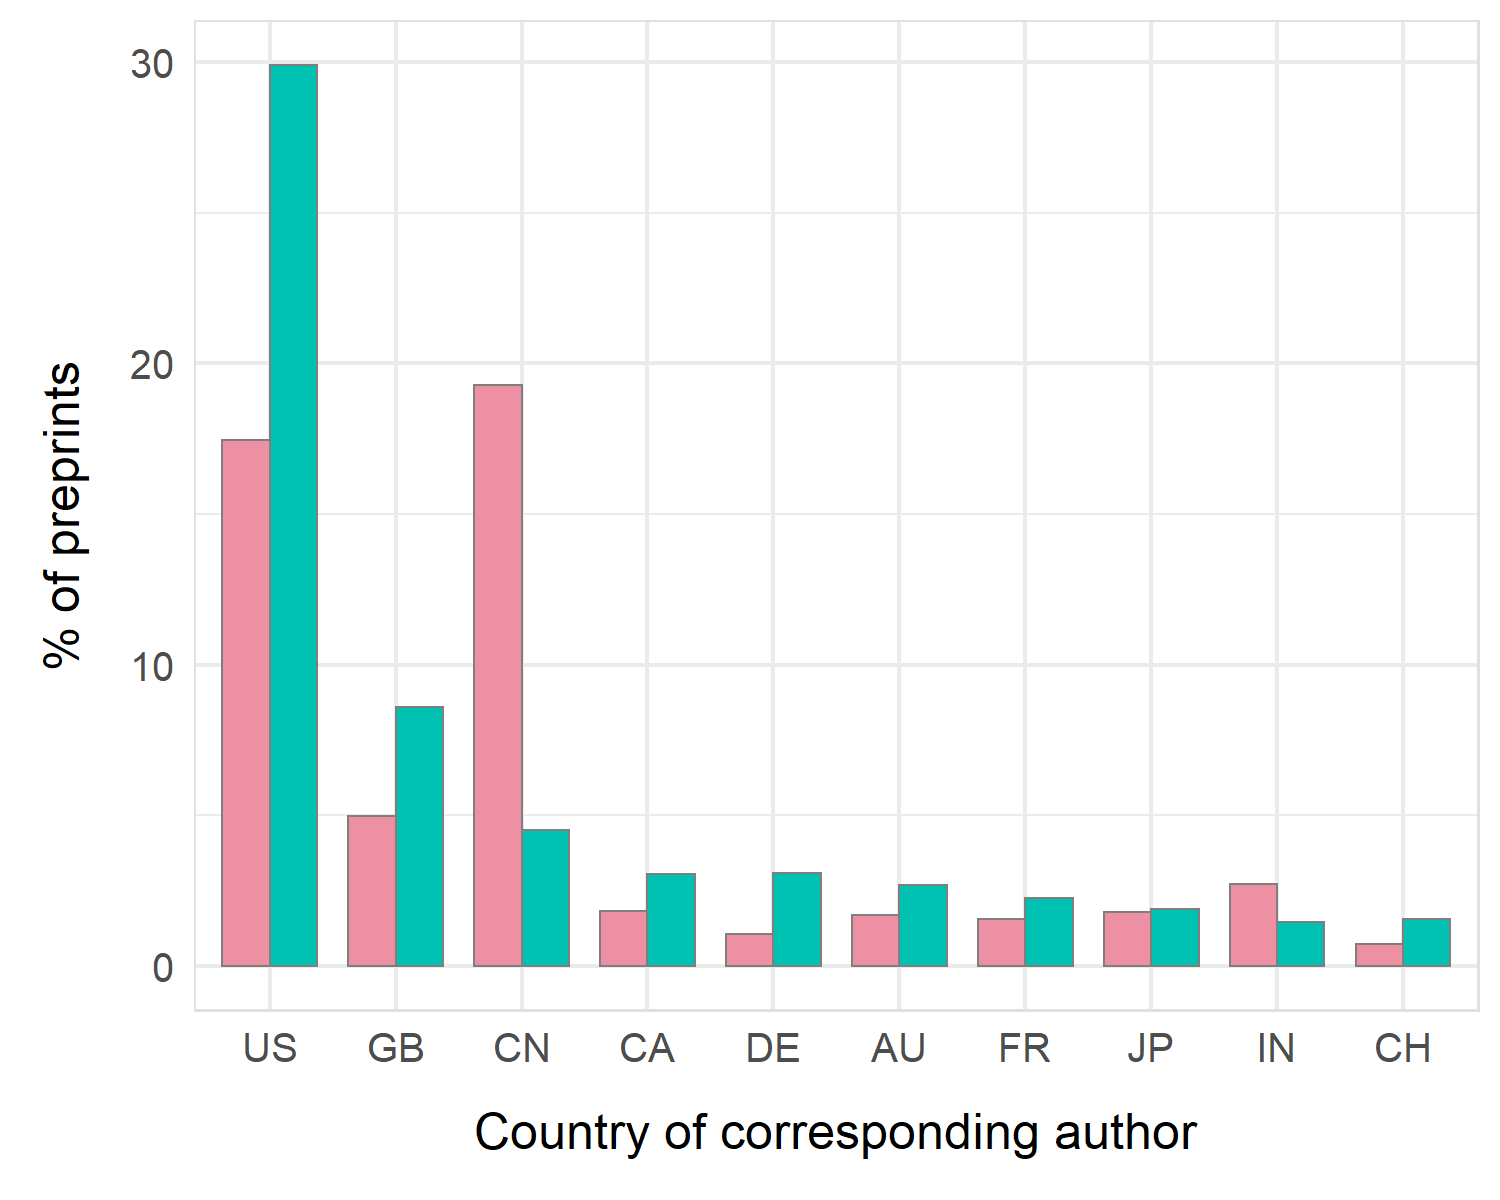 % of preprints
30
20
10
0
US GB CN CA DE AU FR JP IN CH
Country of corresponding author